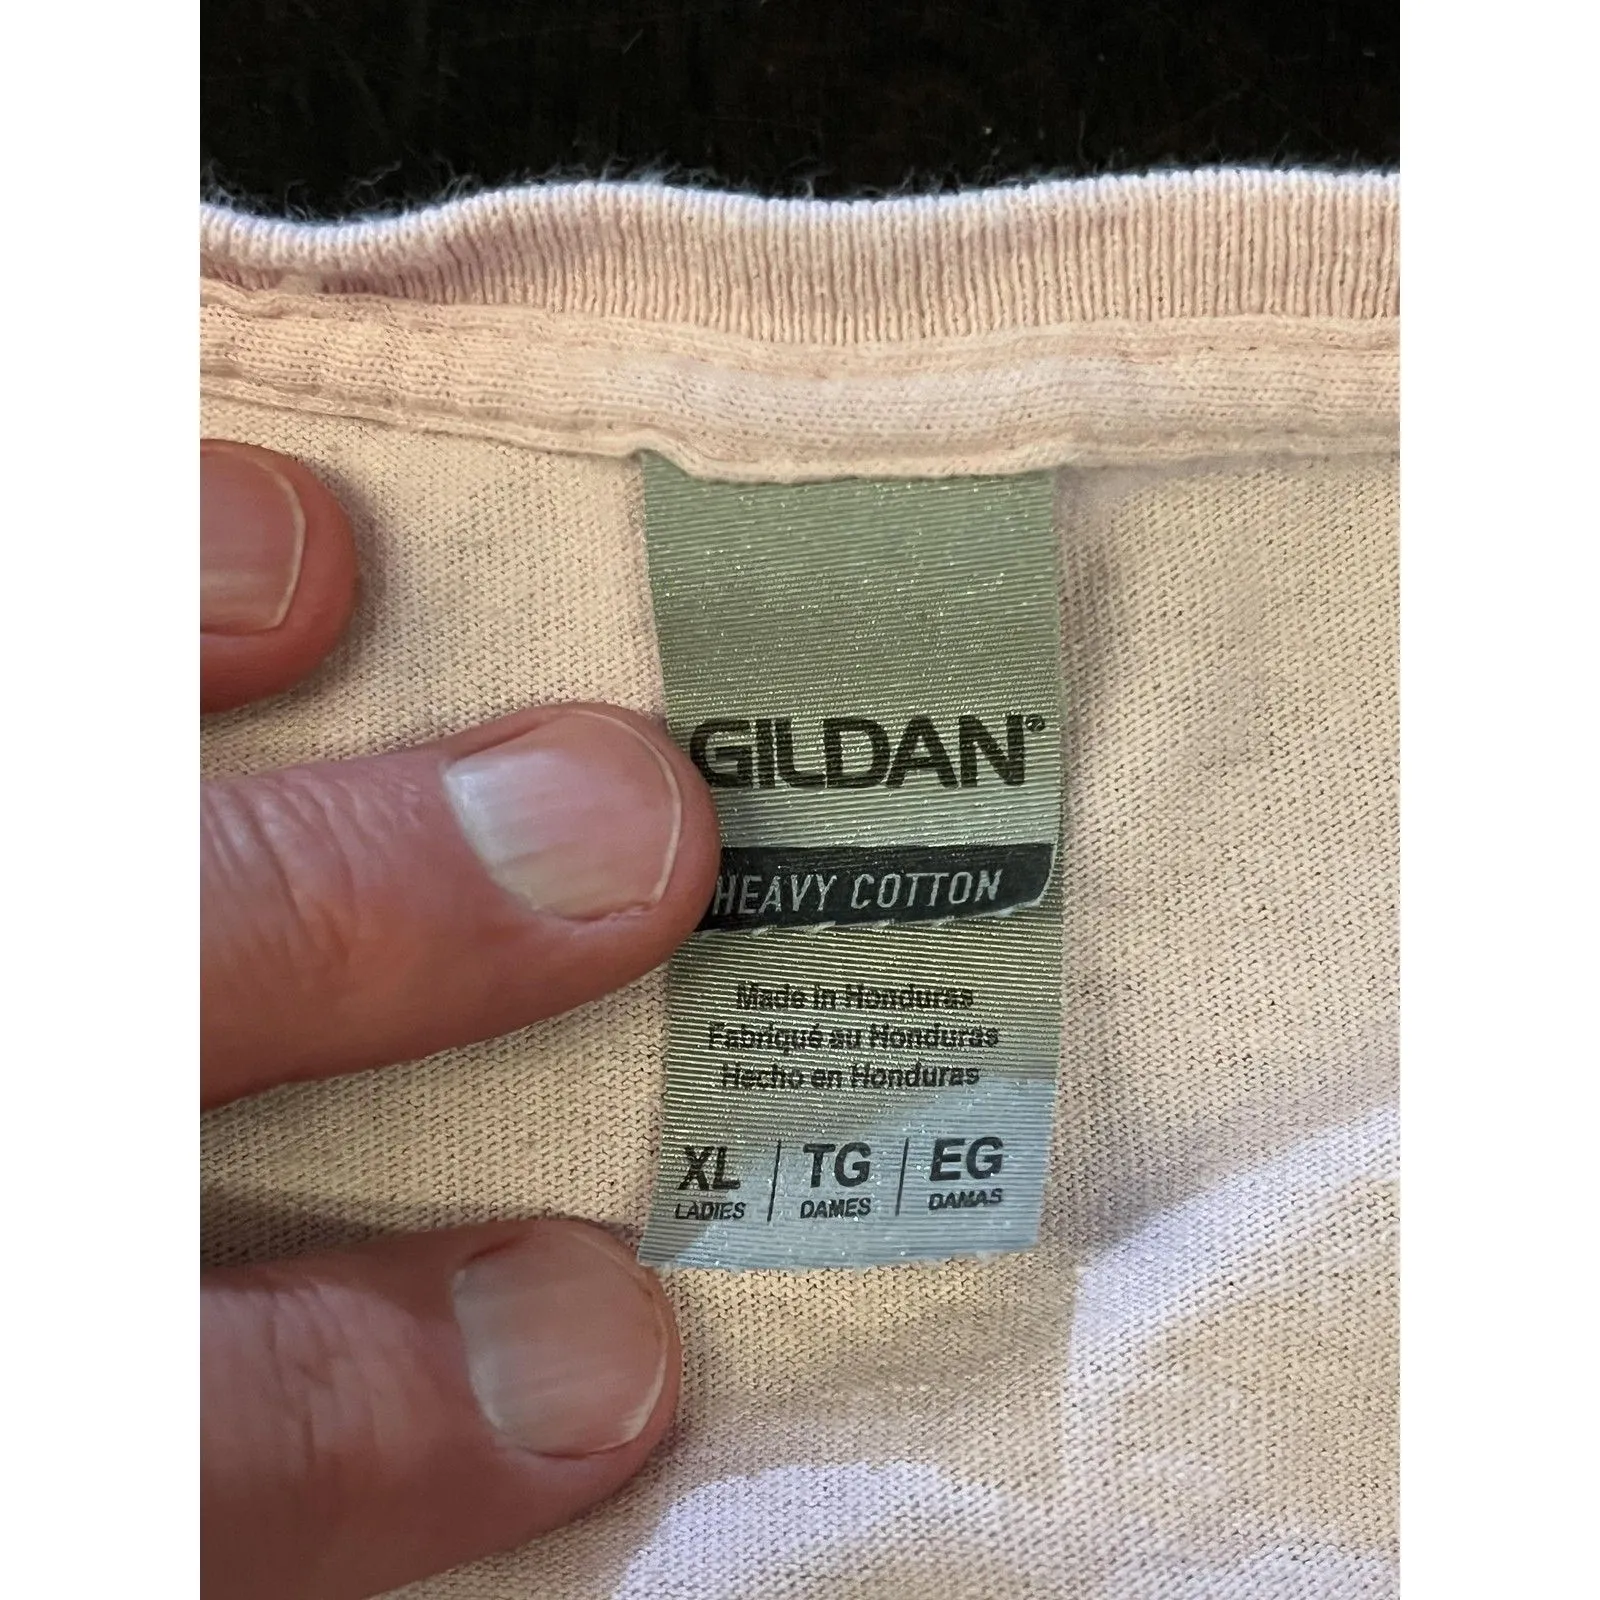 GILDAN®
HEAVY COTTON
Made in Honduras
Fabriqué au Honduras
Hecho en Honduras
XL | TG | EG
LADIES | DAMES | DAMAS